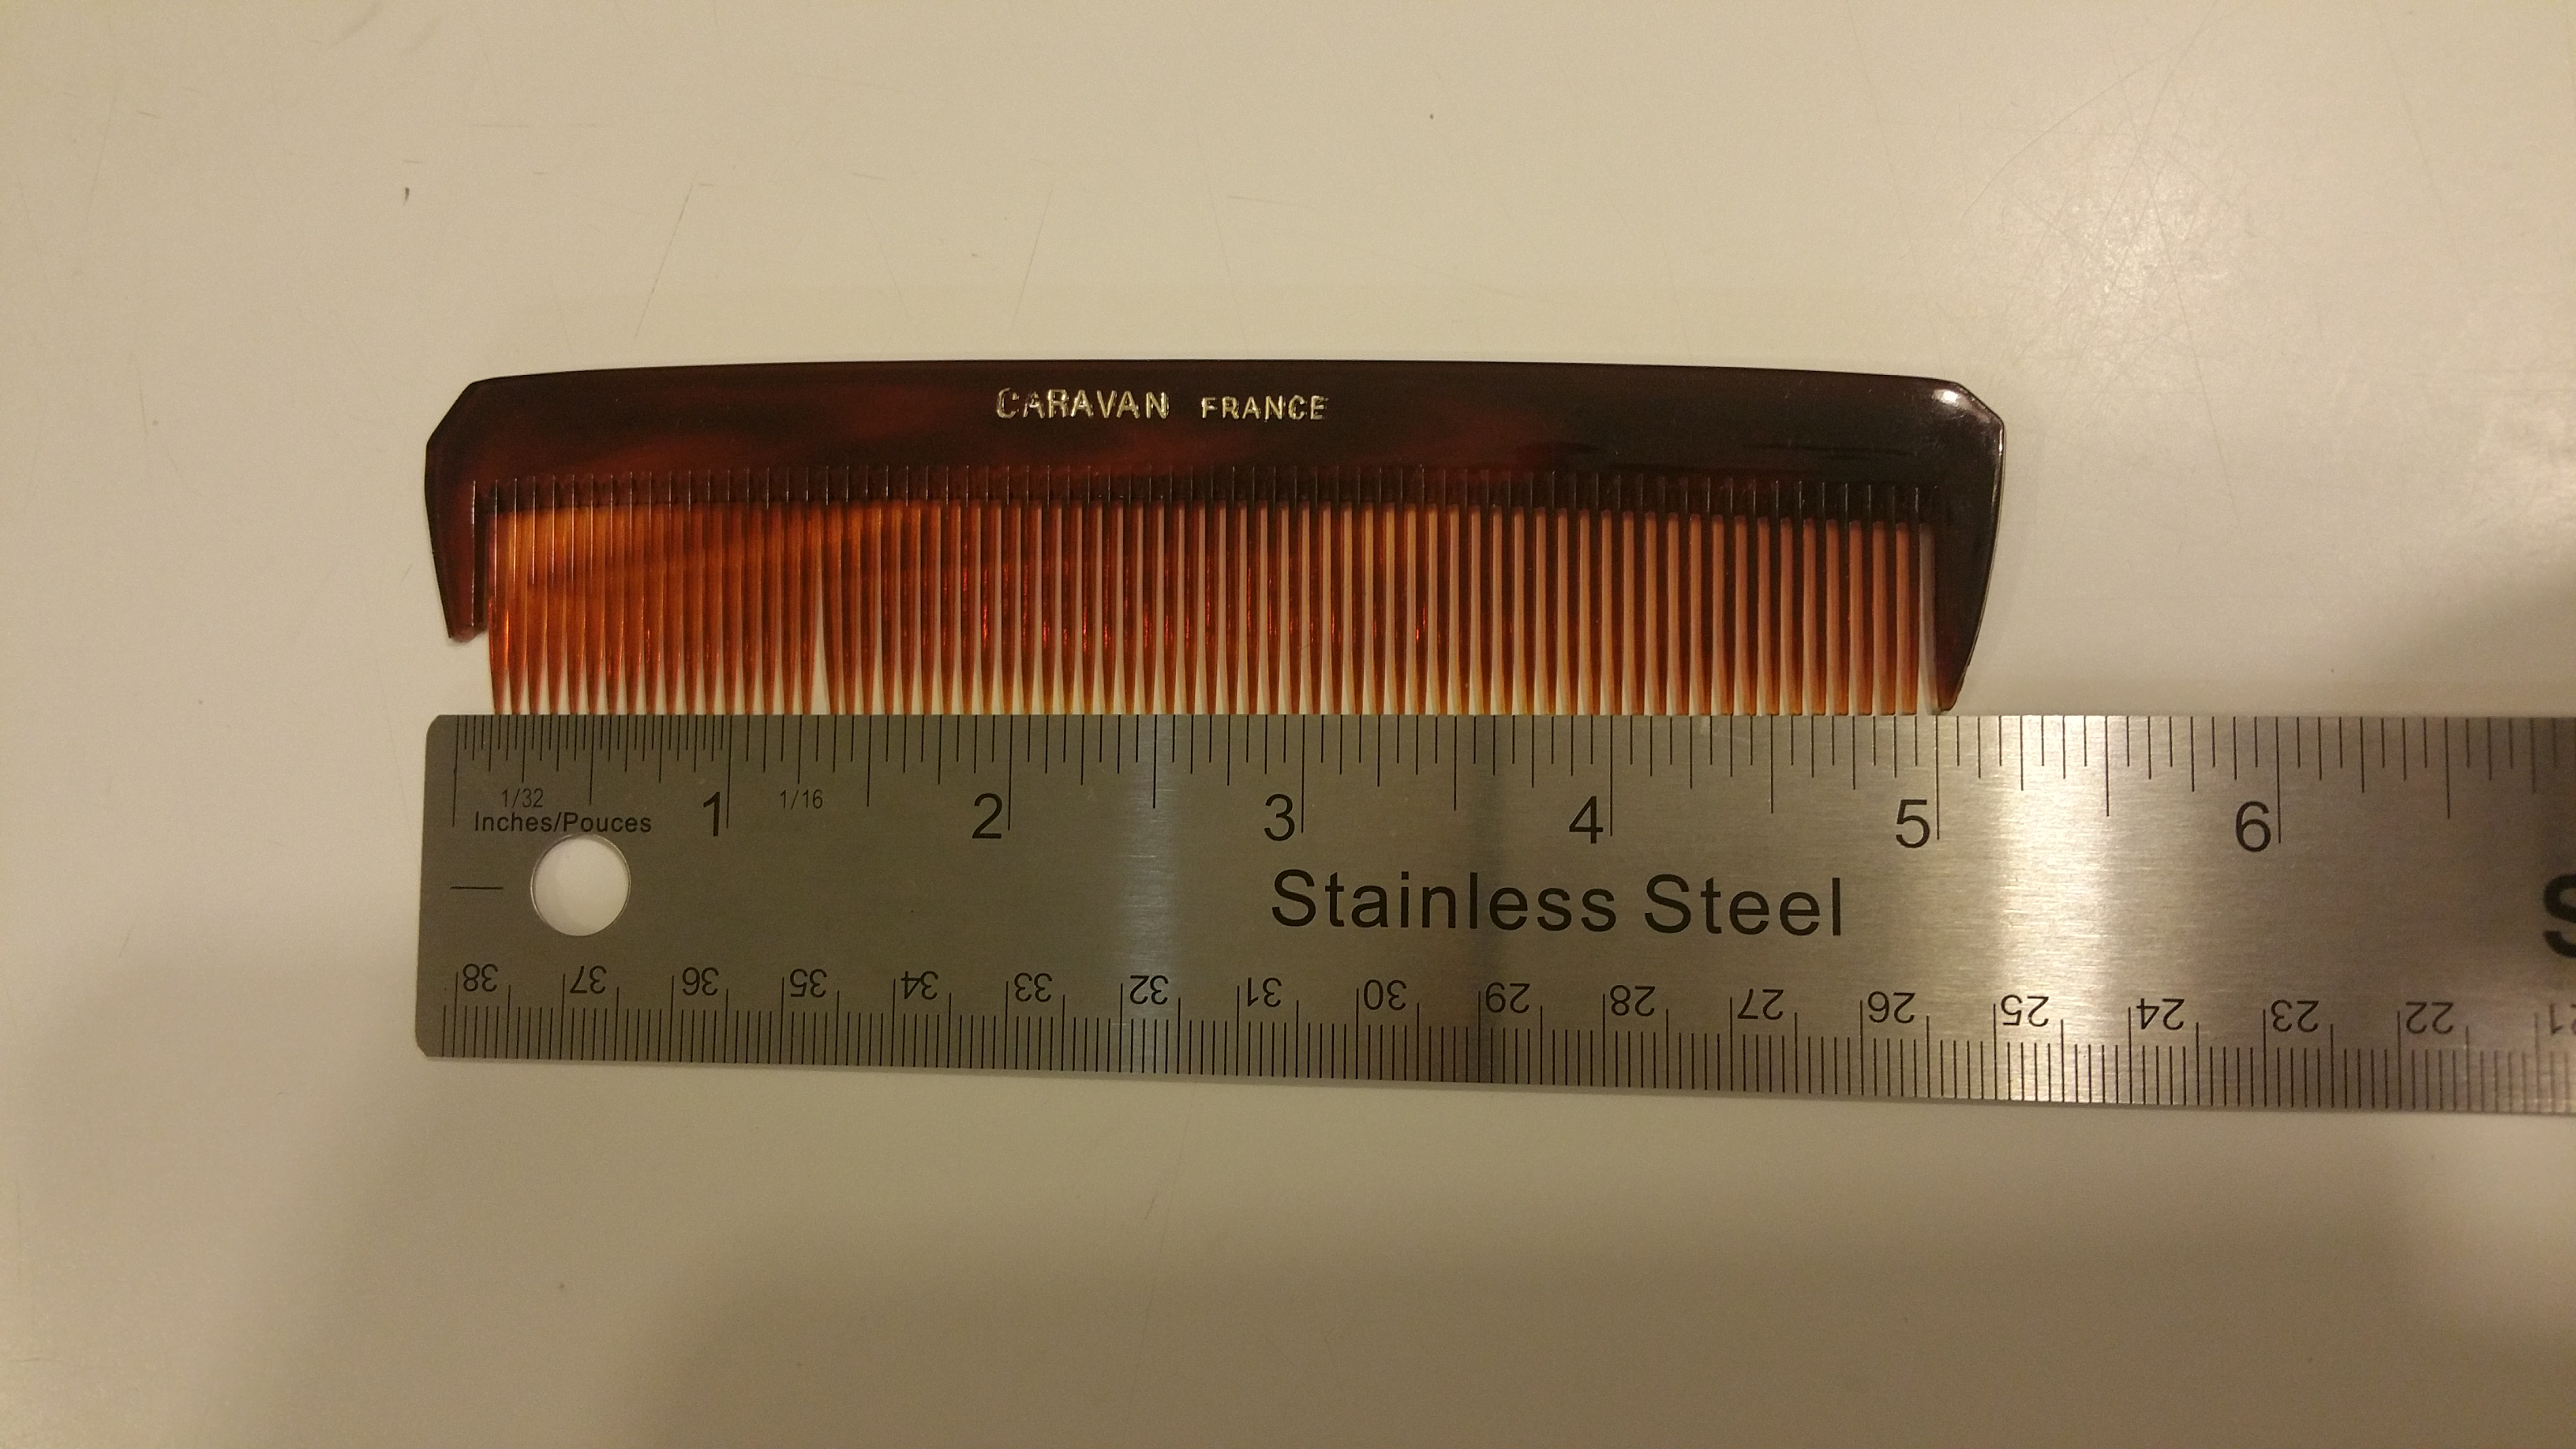 CARAVAN FRANCE
1/32 1/16
Inches/Pouces 1 2 3 4 5 6
Stainless Steel S
38 37 36 35 34 33 32 31 30 29 28 27 26 25 24 23 22 21